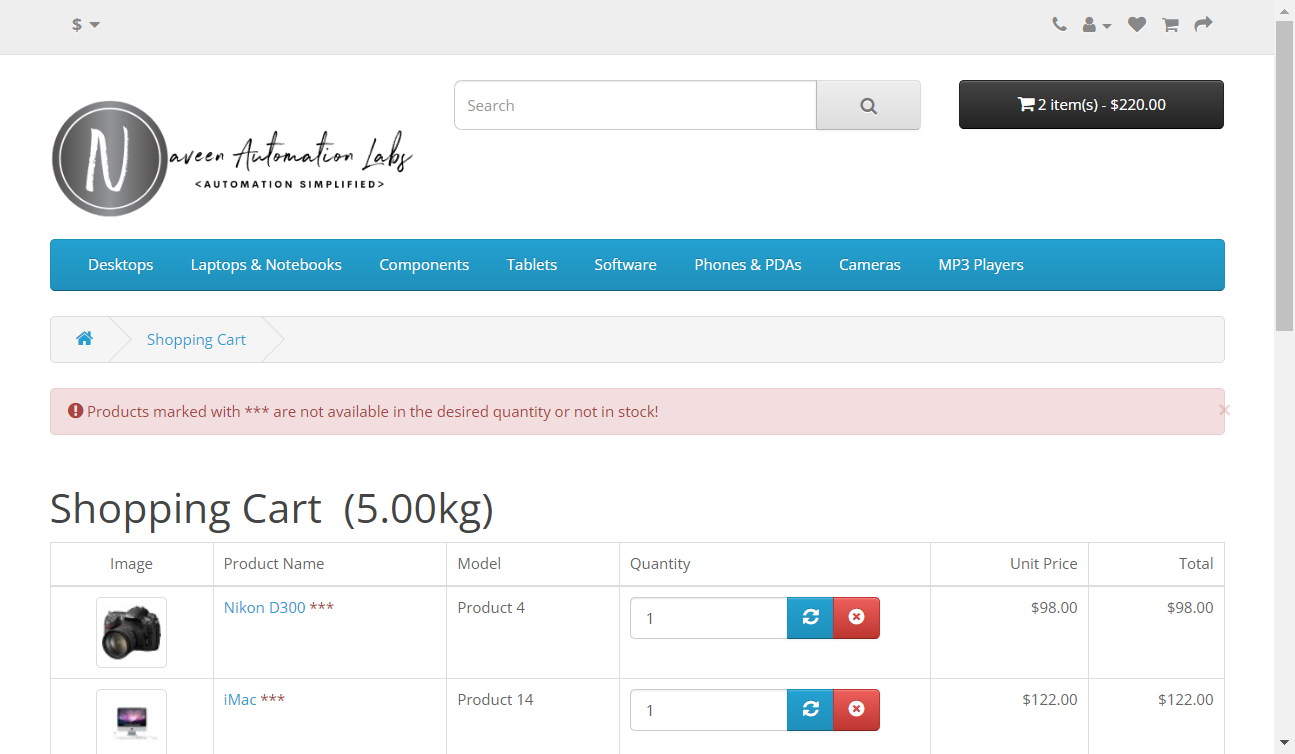 $
Search
2 item(s) - $220.00
N aveen Automation Labs
<AUTOMATION SIMPLIFIED>
Desktops Laptops & Notebooks Components Tablets Software Phones & PDAs Cameras MP3 Players
Shopping Cart
Products marked with *** are not available in the desired quantity or not in stock!
×
Shopping Cart (5.00kg)
Image Product Name Model Quantity Unit Price Total
Nikon D300 *** Product 4 1 $98.00 $98.00
iMac *** Product 14 1 $122.00 $122.00